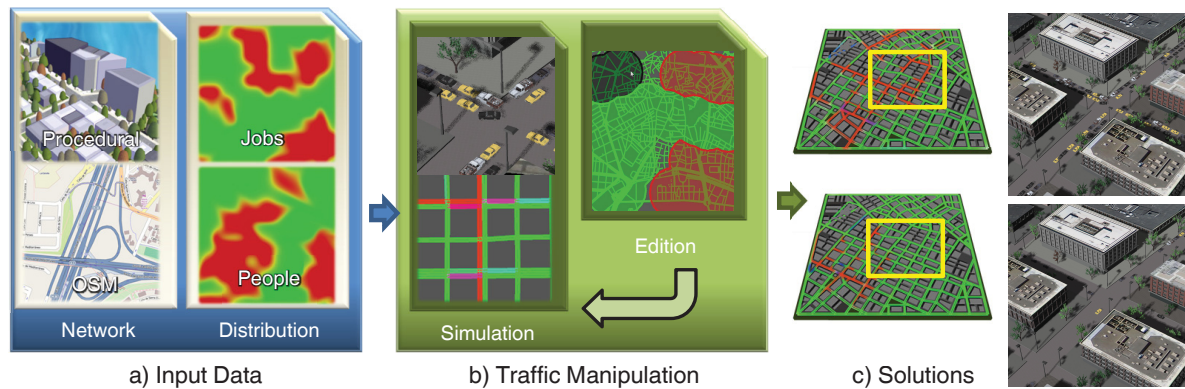 Procedural
Jobs
OSM
People
Network
Distribution
Simulation
Edition
a) Input Data
b) Traffic Manipulation
c) Solutions